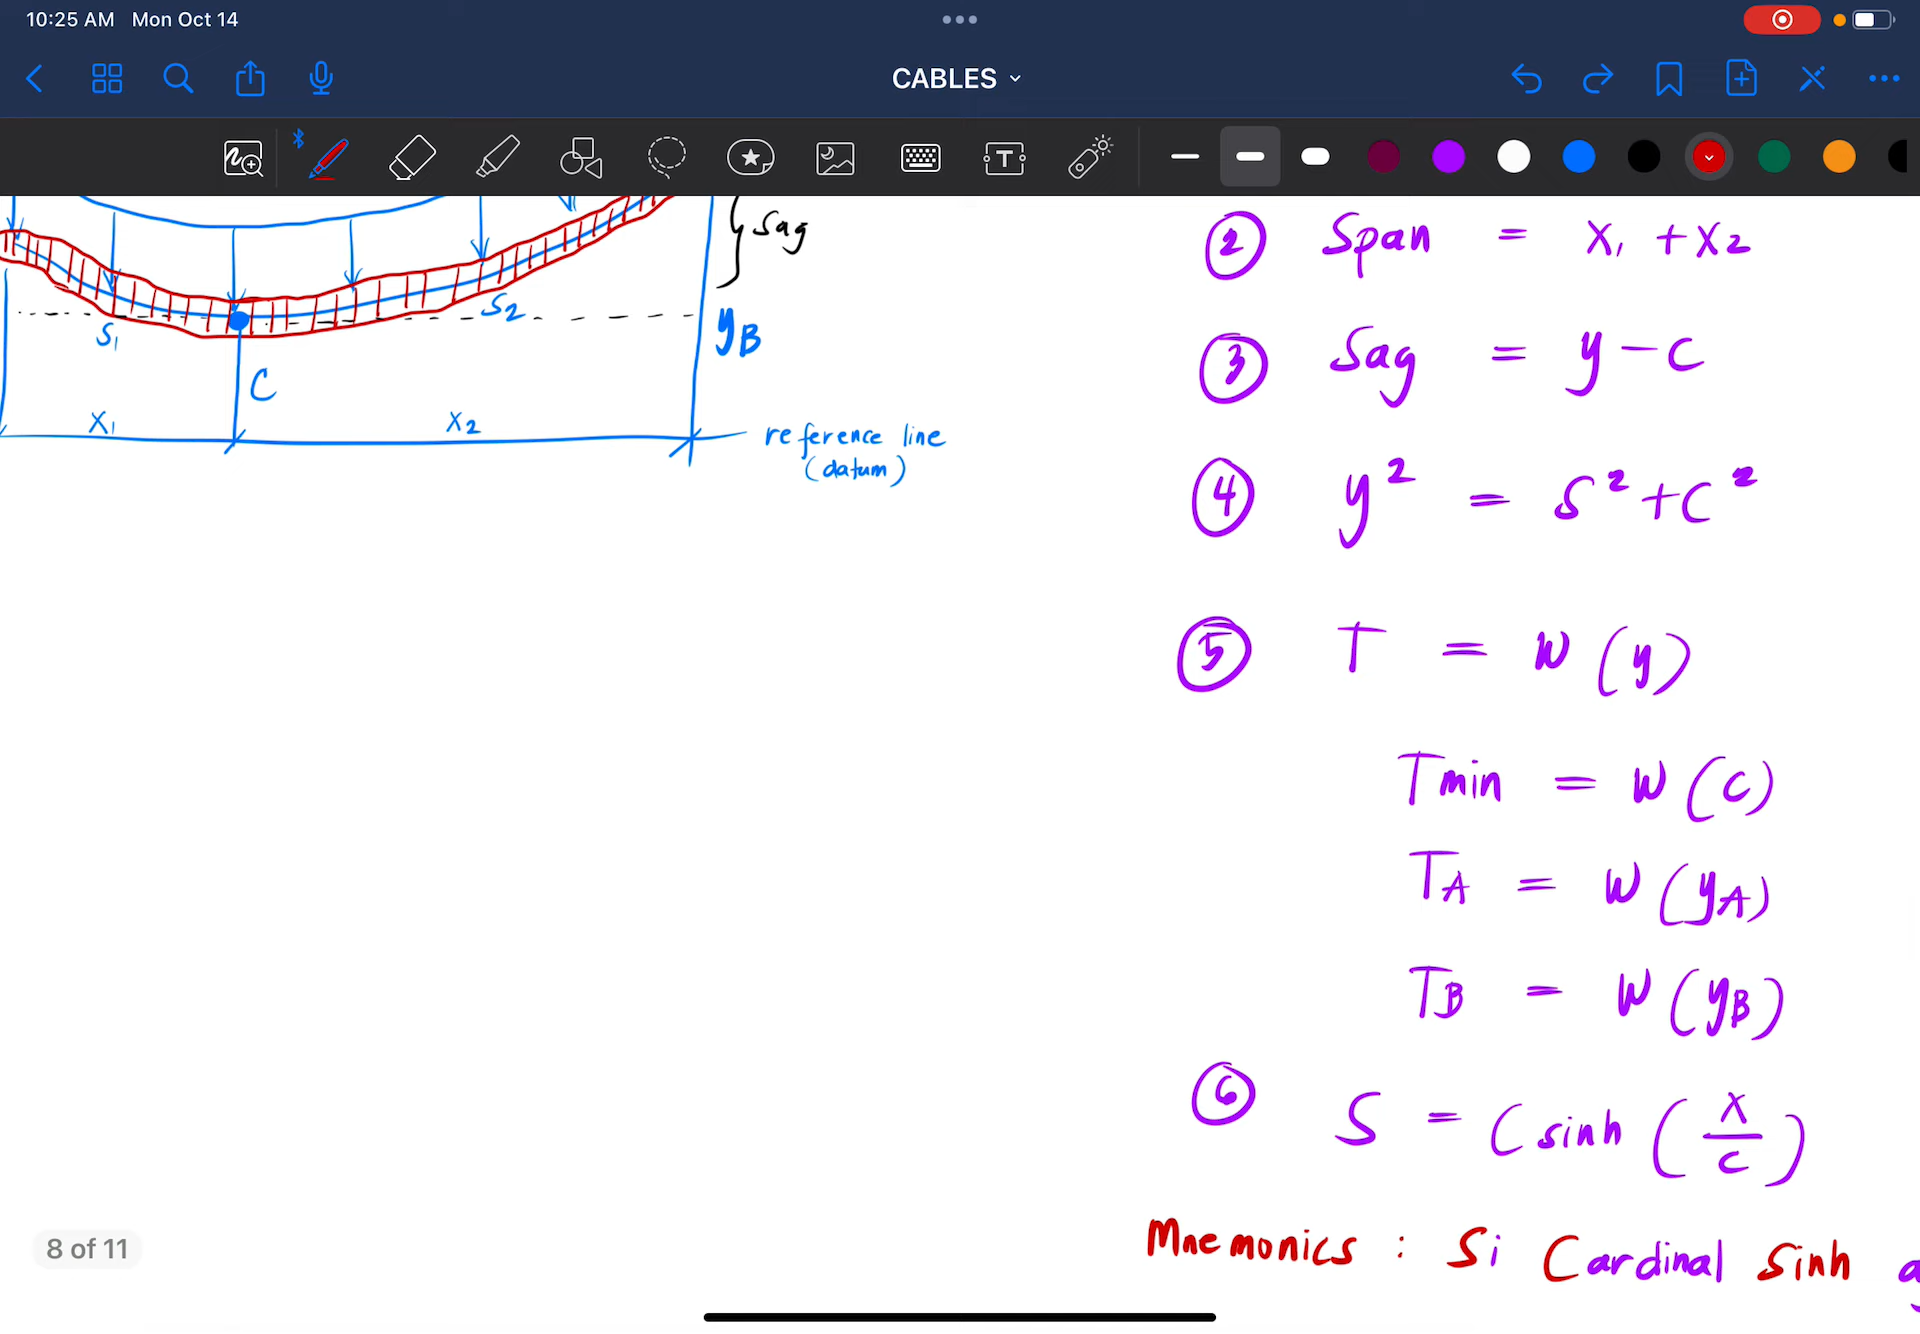 10:25 AM Mon Oct 14
CABLES
Sag
S1
S2
yB
C
X1
X2
reference line
(datum)
② Span = X1 + X2
③ Sag = y - c
④ y² = S² + C²
⑤ T = W (y)
Tmin = W (C)
TA = W (yA)
TB = W (yB)
⑥ S = C sinh (x/c)
Mnemonics : Si Cardinal Sinh
8 of 11